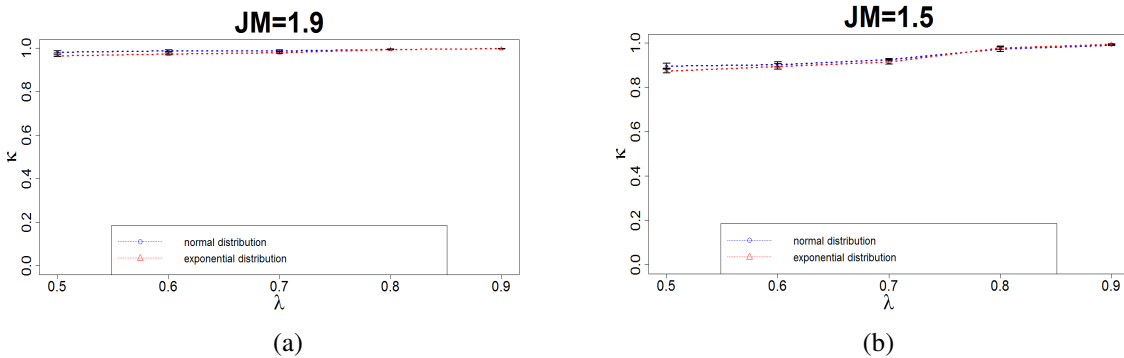 JM=1.9
κ
1.0
0.8
0.6
0.4
0.2
0.0
normal distribution
exponential distribution
0.5 0.6 0.7 0.8 0.9
λ
(a)
JM=1.5
κ
1.0
0.8
0.6
0.4
0.2
0.0
normal distribution
exponential distribution
0.5 0.6 0.7 0.8 0.9
λ
(b)